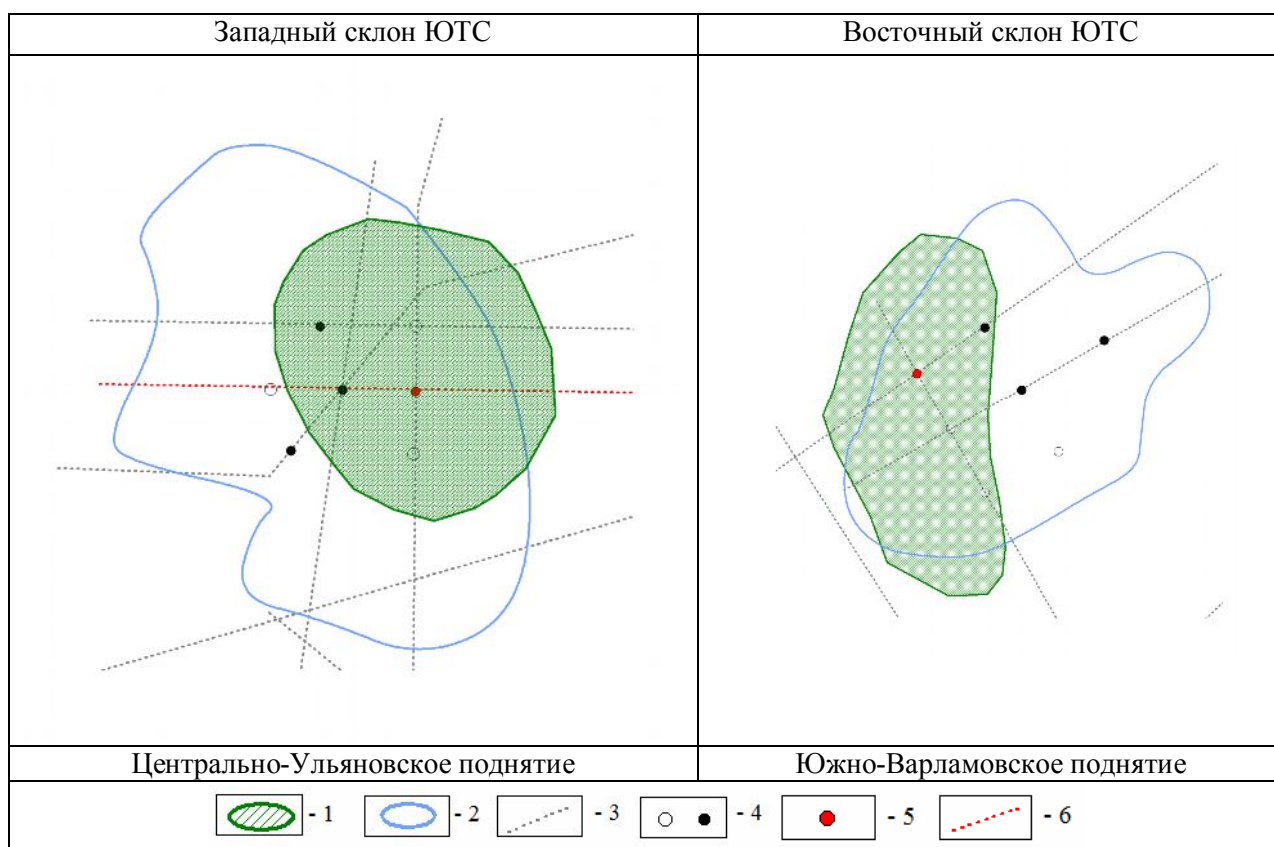 Западный склон ЮТС
Восточный склон ЮТС
Центрально-Ульяновское поднятие
Южно-Варламовское поднятие
- 1 - 2 - 3 - 4 - 5 - 6